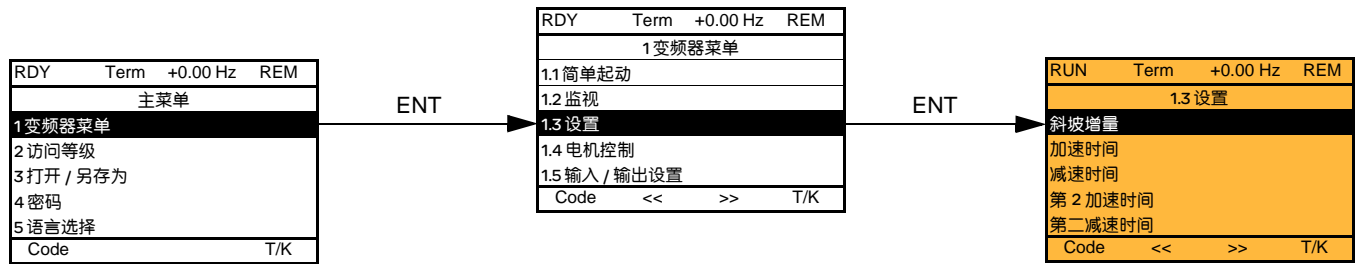 RDY Term +0.00 Hz REM
主菜单
1 变频器菜单
2 访问等级
3 打开 / 另存为
4 密码
5 语言选择
Code T/K
ENT
RDY Term +0.00 Hz REM
1 变频器菜单
1.1 简单起动
1.2 监视
1.3 设置
1.4 电机控制
1.5 输入 / 输出设置
Code << >> T/K
ENT
RUN Term +0.00 Hz REM
1.3 设置
斜坡增量
加速时间
减速时间
第 2 加速时间
第二减速时间
Code << >> T/K